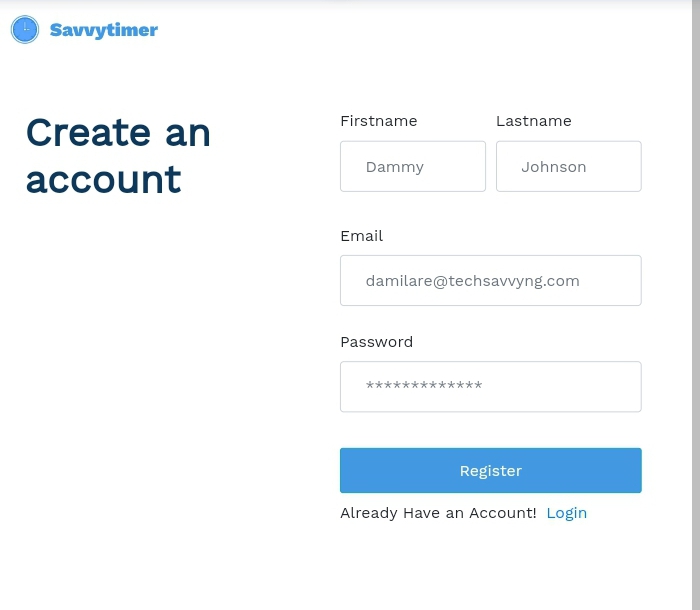 Savvytimer
Create an
account
Firstname
Lastname
Dammy
Johnson
Email
damilare@techsavvyng.com
Password
*************
Register
Already Have an Account! Login